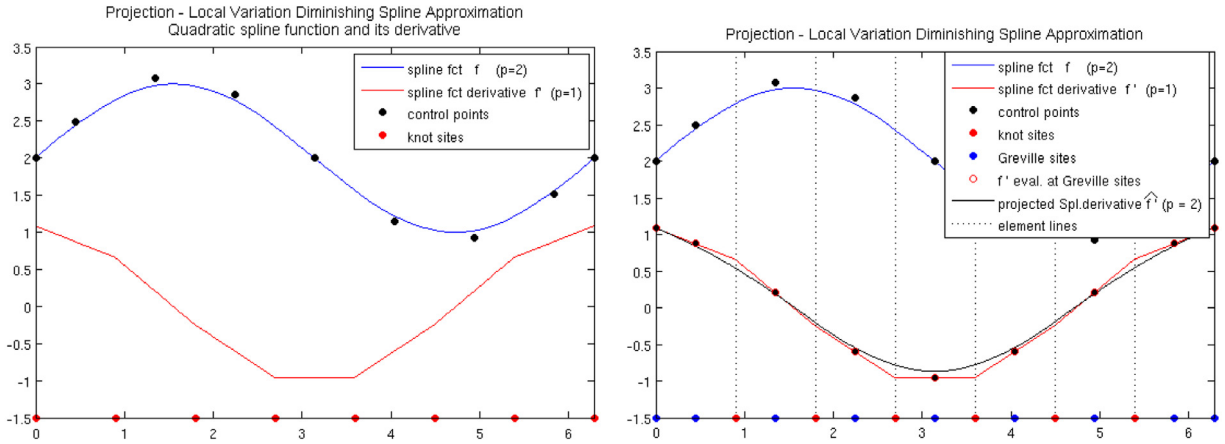 Projection - Local Variation Diminishing Spline Approximation
Quadratic spline function and its derivative
3.5
3
2.5
2
1.5
1
0.5
0
-0.5
-1
-1.5
0 1 2 3 4 5 6
spline fct f (p=2)
spline fct derivative f' (p=1)
control points
knot sites
Projection - Local Variation Diminishing Spline Approximation
3.5
3
2.5
2
1.5
1
0.5
0
-0.5
-1
-1.5
0 1 2 3 4 5 6
spline fct f (p=2)
spline fct derivative f' (p=1)
control points
knot sites
Greville sites
f' eval. at Greville sites
projected Spl.derivative f̂' (p = 2)
element lines